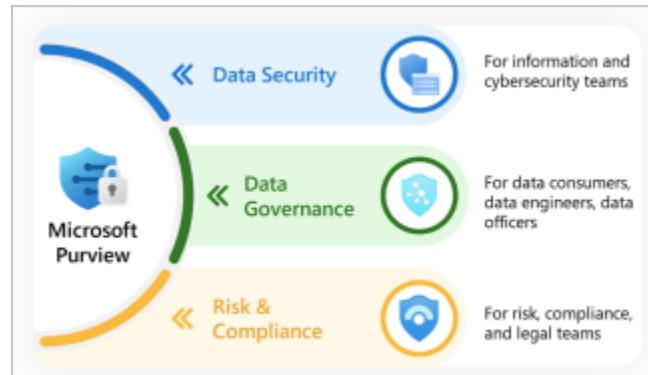 Data Security
For information and
cybersecurity teams
Microsoft
Purview
Data
Governance
For data consumers,
data engineers, data
officers
Risk &
Compliance
For risk, compliance,
and legal teams